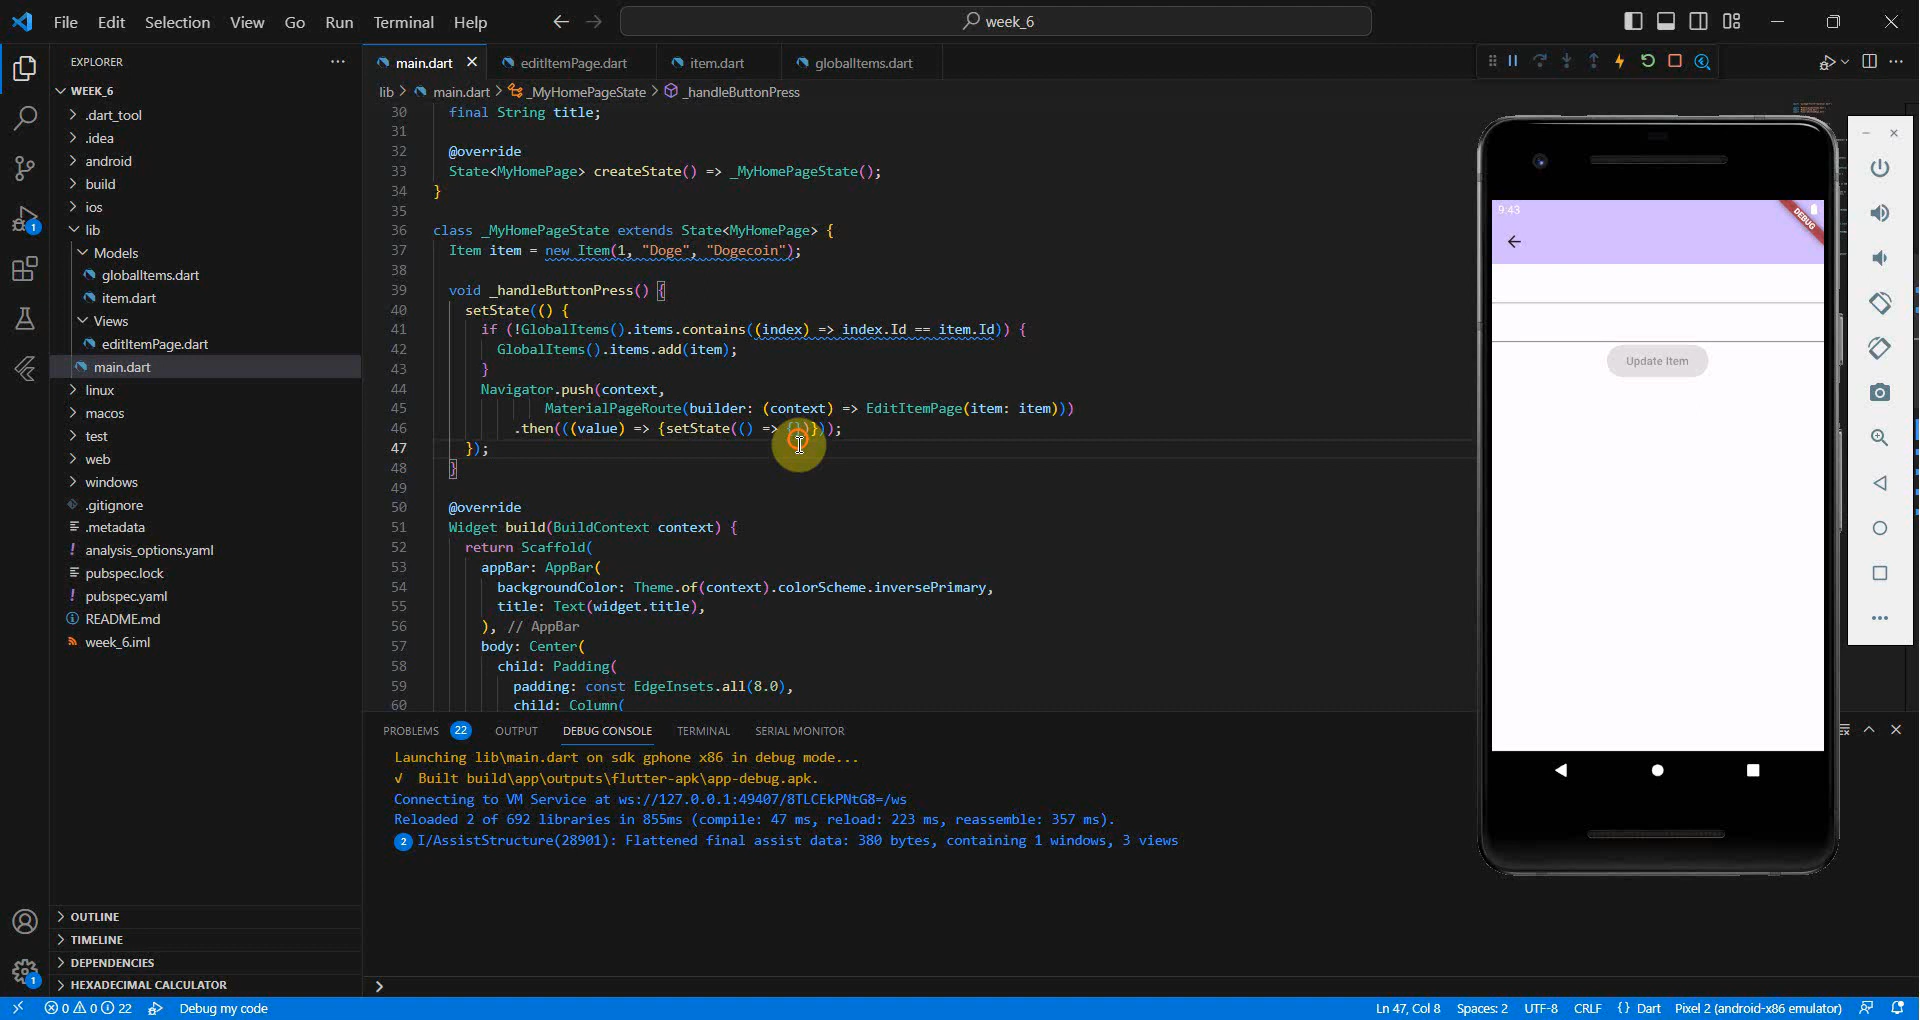 File Edit Selection View Go Run Terminal Help
week_6
EXPLORER
WEEK_6
.dart_tool
.idea
android
build
ios
lib
Models
globalItems.dart
item.dart
Views
editItemPage.dart
main.dart
linux
macos
test
web
windows
.gitignore
.metadata
analysis_options.yaml
pubspec.lock
pubspec.yaml
README.md
week_6.iml
OUTLINE
TIMELINE
DEPENDENCIES
HEXADECIMAL CALCULATOR
main.dart editItemPage.dart item.dart globalItems.dart
lib > main.dart > _MyHomePageState > _handleButtonPress
30 final String title;
31
32 @override
33 State<MyHomePage> createState() => _MyHomePageState();
34 }
35
36 class _MyHomePageState extends State<MyHomePage> {
37 Item item = new Item(1, "Doge", "Dogecoin");
38
39 void _handleButtonPress() {
40 setState(() {
41 if (!GlobalItems().items.contains((index) => index.Id == item.Id)) {
42 GlobalItems().items.add(item);
43 }
44 Navigator.push(context,
45 MaterialPageRoute(builder: (context) => EditItemPage(item: item)))
46 .then(((value) => {setState(() => {})}));
47 });
48 }
49
50 @override
51 Widget build(BuildContext context) {
52 return Scaffold(
53 appBar: AppBar(
54 backgroundColor: Theme.of(context).colorScheme.inversePrimary,
55 title: Text(widget.title),
56 ), // AppBar
57 body: Center(
58 child: Padding(
59 padding: const EdgeInsets.all(8.0),
60 child: Column(
9:43
DEBUG
Update Item
PROBLEMS 22 OUTPUT DEBUG CONSOLE TERMINAL SERIAL MONITOR
Launching lib\main.dart on sdk gphone x86 in debug mode...
√ Built build\app\outputs\flutter-apk\app-debug.apk.
Connecting to VM Service at ws://127.0.0.1:49407/8TLCEkPNtG8=/ws
Reloaded 2 of 692 libraries in 855ms (compile: 47 ms, reload: 223 ms, reassemble: 357 ms).
2 I/AssistStructure(28901): Flattened final assist data: 380 bytes, containing 1 windows, 3 views
1
1
0 0 22 Debug my code
Ln 47, Col 8 Spaces: 2 UTF-8 CRLF {} Dart Pixel 2 (android-x86 emulator)